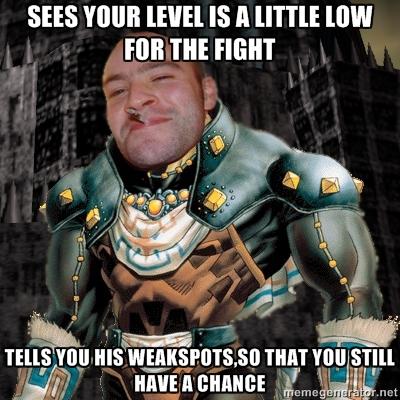 SEES YOUR LEVEL IS A LITTLE LOW
FOR THE FIGHT
TELLS YOU HIS WEAKSPOTS,SO THAT YOU STILL
HAVE A CHANCE
memegenerator.net